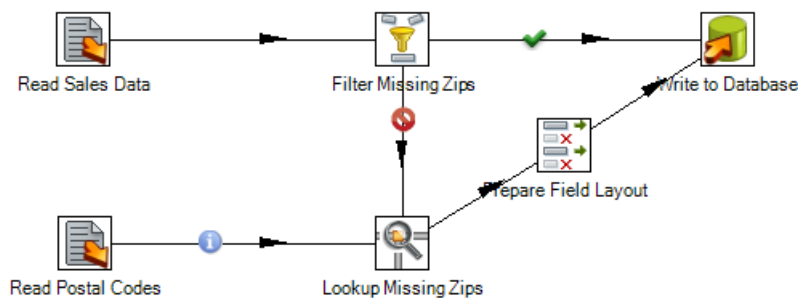 Read Sales Data
Filter Missing Zips
Write to Database
Prepare Field Layout
Read Postal Codes
Lookup Missing Zips